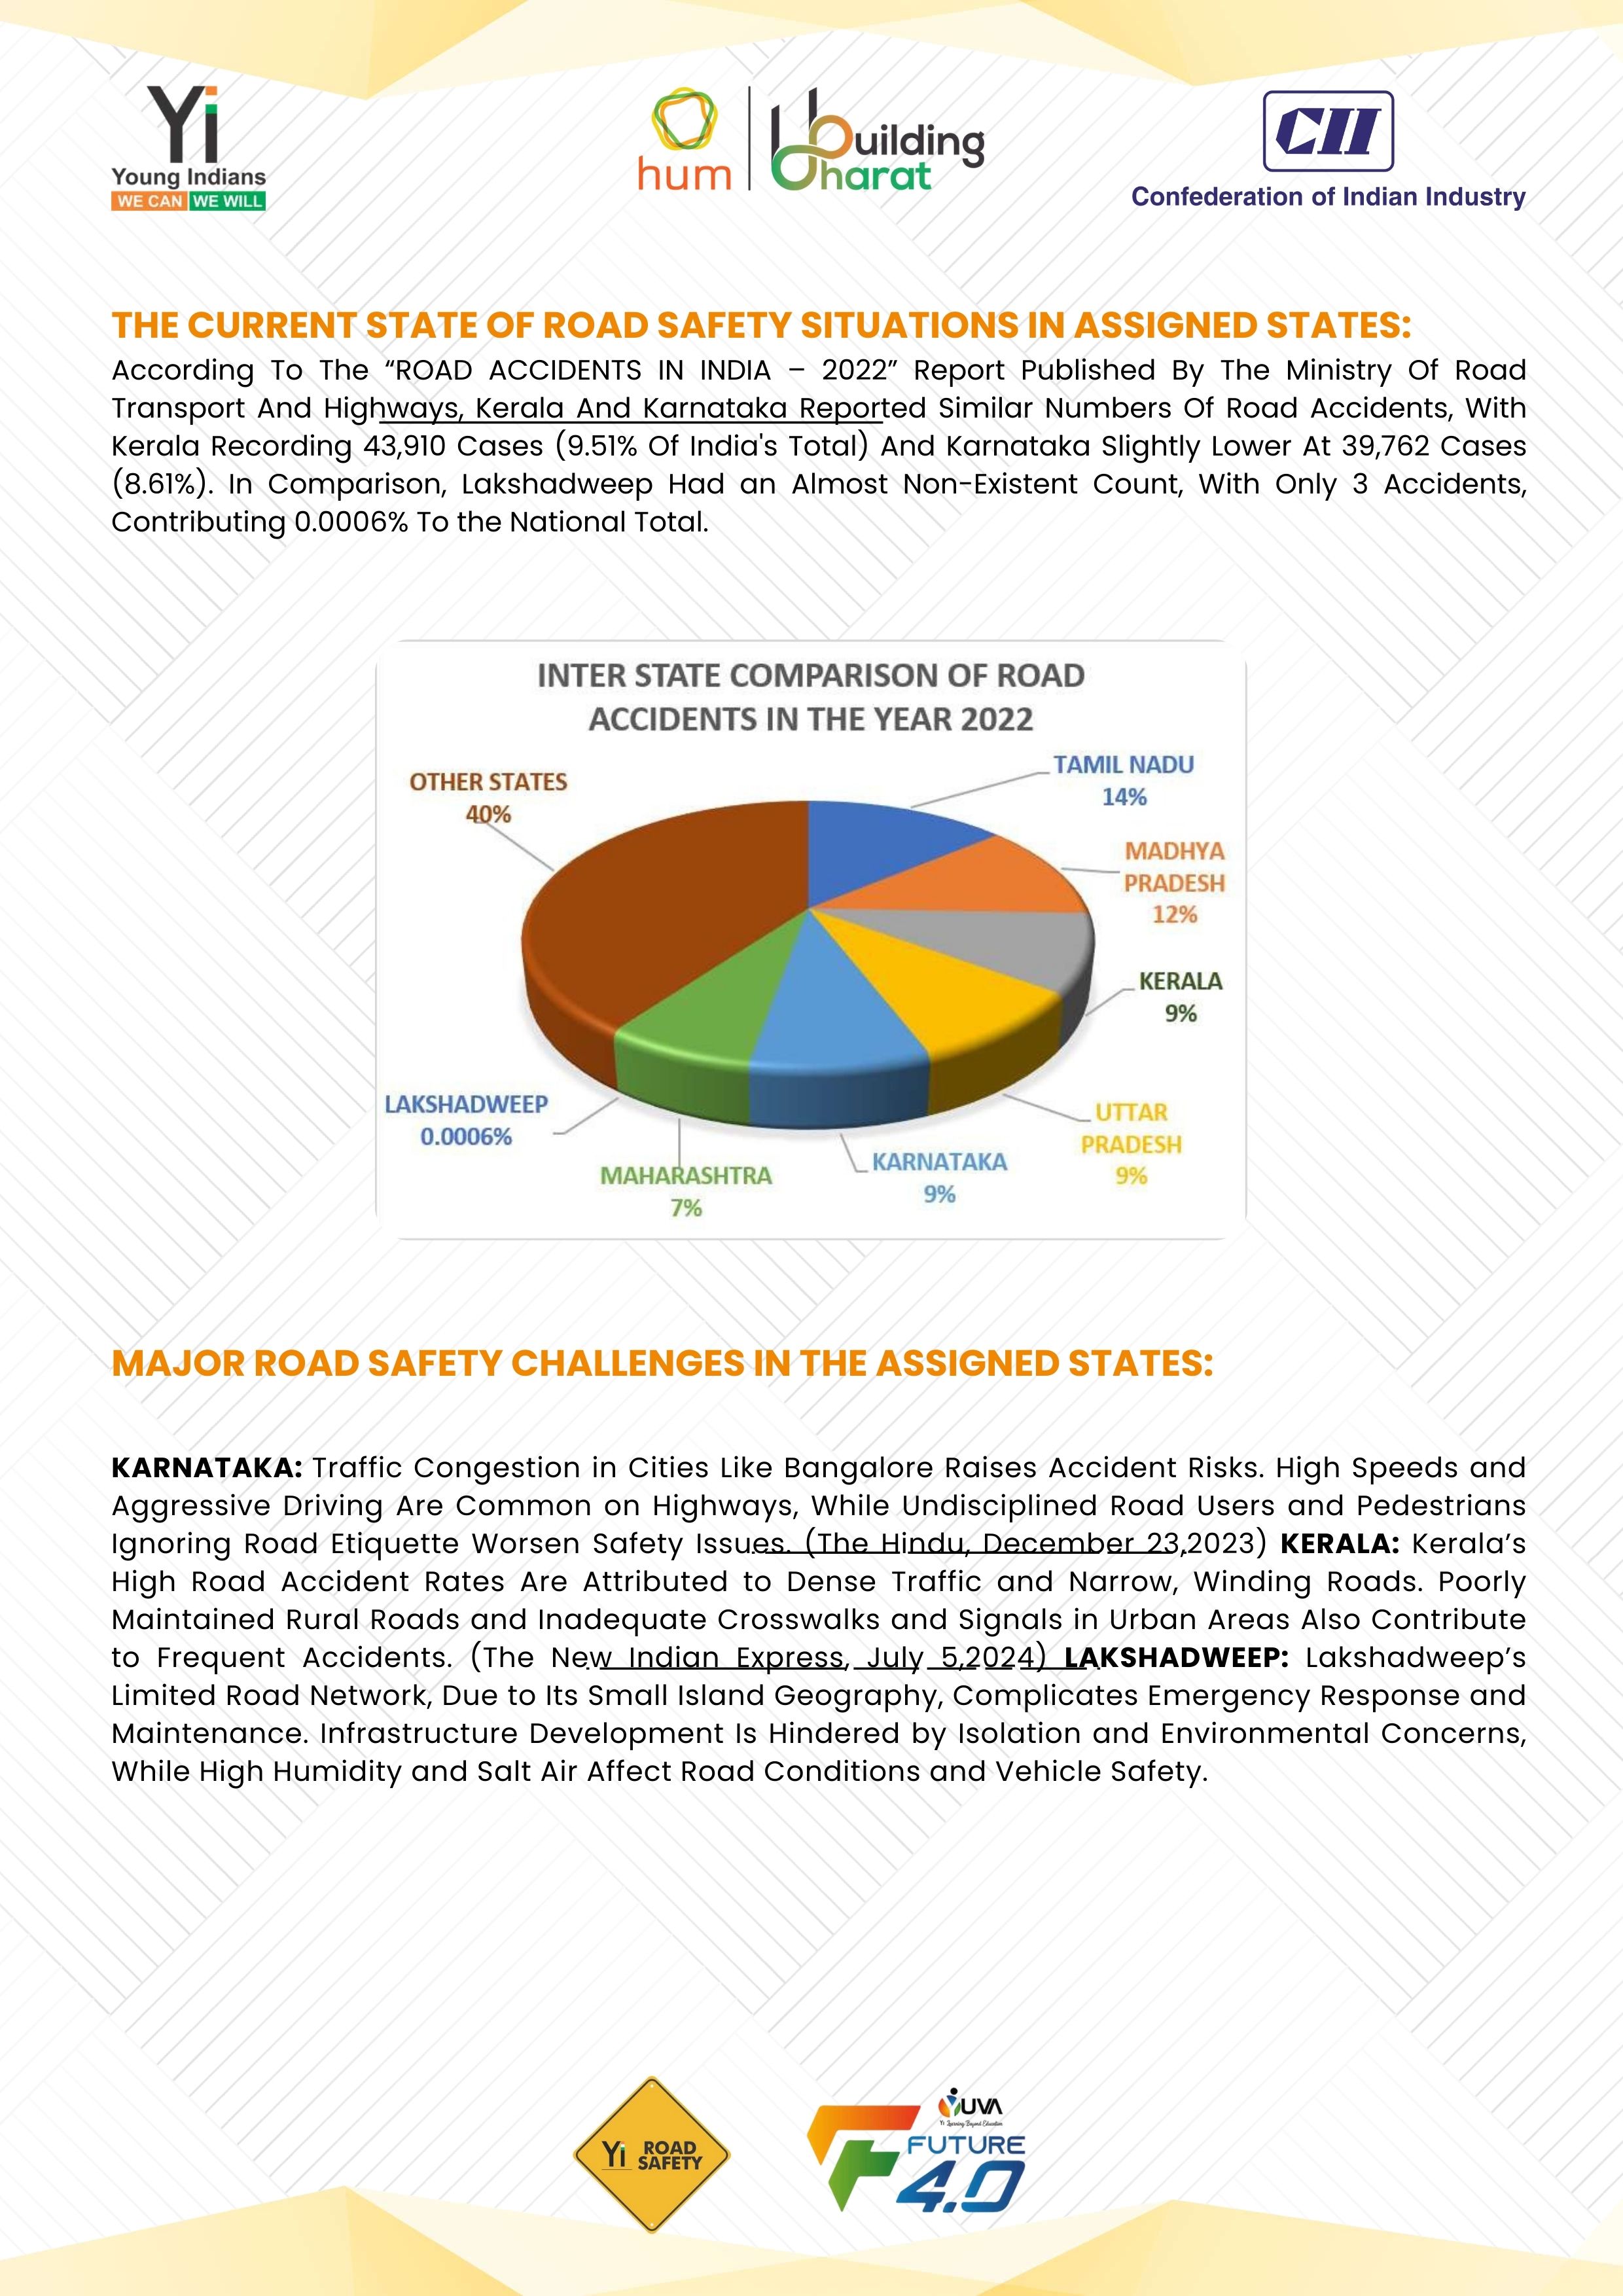 Yi
Young Indians
WE CAN WE WILL
hum
Building
Bharat
CII
Confederation of Indian Industry
THE CURRENT STATE OF ROAD SAFETY SITUATIONS IN ASSIGNED STATES:
According To The “ROAD ACCIDENTS IN INDIA – 2022” Report Published By The Ministry Of Road
Transport And Highways, Kerala And Karnataka Reported Similar Numbers Of Road Accidents, With
Kerala Recording 43,910 Cases (9.51% Of India's Total) And Karnataka Slightly Lower At 39,762 Cases
(8.61%). In Comparison, Lakshadweep Had an Almost Non-Existent Count, With Only 3 Accidents,
Contributing 0.0006% To the National Total.
INTER STATE COMPARISON OF ROAD
ACCIDENTS IN THE YEAR 2022
TAMIL NADU
14%
OTHER STATES
40%
MADHYA
PRADESH
12%
KERALA
9%
LAKSHADWEEP
0.0006%
UTTAR
PRADESH
9%
KARNATAKA
9%
MAHARASHTRA
7%
MAJOR ROAD SAFETY CHALLENGES IN THE ASSIGNED STATES:
KARNATAKA: Traffic Congestion in Cities Like Bangalore Raises Accident Risks. High Speeds and
Aggressive Driving Are Common on Highways, While Undisciplined Road Users and Pedestrians
Ignoring Road Etiquette Worsen Safety Issues. (The Hindu, December 23,2023) KERALA: Kerala’s
High Road Accident Rates Are Attributed to Dense Traffic and Narrow, Winding Roads. Poorly
Maintained Rural Roads and Inadequate Crosswalks and Signals in Urban Areas Also Contribute
to Frequent Accidents. (The New Indian Express, July 5,2024) LAKSHADWEEP: Lakshadweep’s
Limited Road Network, Due to Its Small Island Geography, Complicates Emergency Response and
Maintenance. Infrastructure Development Is Hindered by Isolation and Environmental Concerns,
While High Humidity and Salt Air Affect Road Conditions and Vehicle Safety.
Yi ROAD
SAFETY
YUVA
Yi Learning Beyond Education
FUTURE
4.0